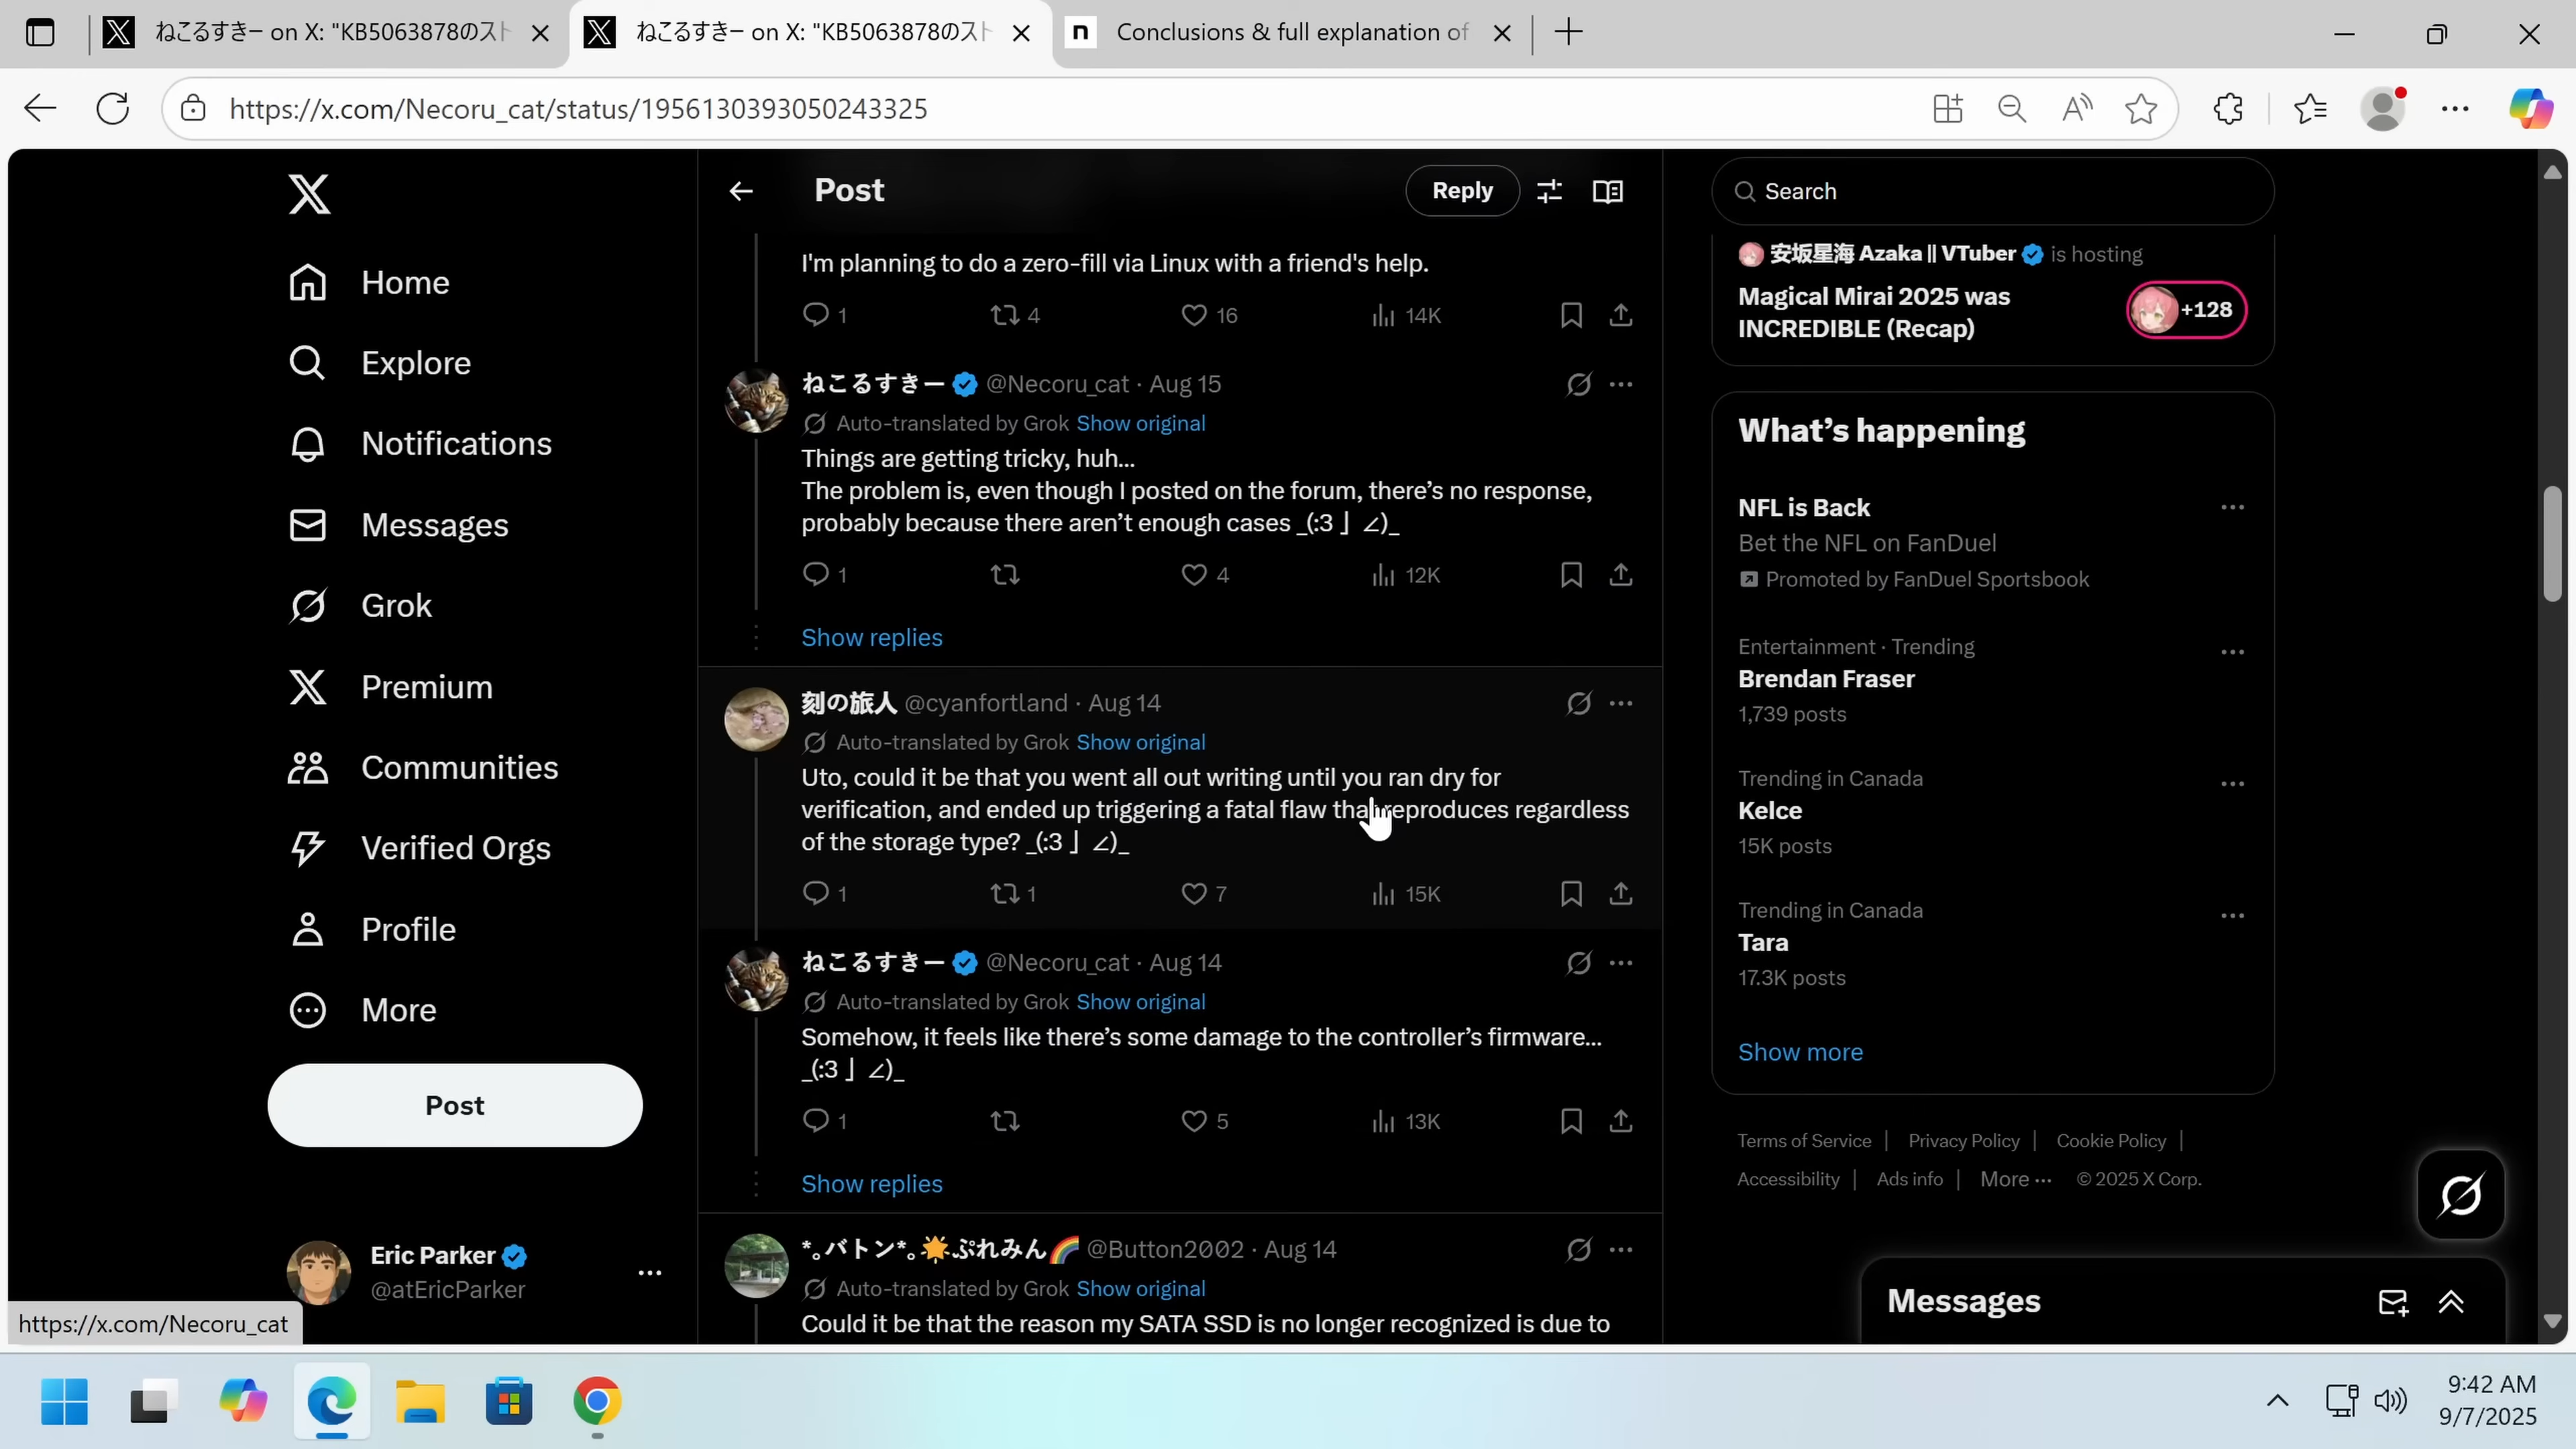 ねこるすきー on X: "KB5063878のスト
ねこるすきー on X: "KB5063878のスト
Conclusions & full explanation of
https://x.com/Necoru_cat/status/1956130393050243325
Home
Explore
Notifications
Messages
Grok
Premium
Communities
Verified Orgs
Profile
More
Post
Eric Parker
@atEricParker
https://x.com/Necoru_cat
Post
Reply
I'm planning to do a zero-fill via Linux with a friend's help.
1 4 16 14K
ねこるすきー @Necoru_cat · Aug 15
Auto-translated by Grok Show original
Things are getting tricky, huh...
The problem is, even though I posted on the forum, there's no response,
probably because there aren't enough cases _(:3 ⌋ ∠)_
1 4 12K
Show replies
刻の旅人 @cyanfortland · Aug 14
Auto-translated by Grok Show original
Uto, could it be that you went all out writing until you ran dry for
verification, and ended up triggering a fatal flaw that reproduces regardless
of the storage type? _(:3 ⌋ ∠)_
1 1 7 15K
ねこるすきー @Necoru_cat · Aug 14
Auto-translated by Grok Show original
Somehow, it feels like there's some damage to the controller's firmware...
_(:3 ⌋ ∠)_
1 5 13K
Show replies
*｡バトン*｡🌟ぷれみん🌈 @Button2002 · Aug 14
Auto-translated by Grok Show original
Could it be that the reason my SATA SSD is no longer recognized is due to
Search
安坂星海 Azaka || VTuber is hosting
Magical Mirai 2025 was
INCREDIBLE (Recap)
+128
What's happening
NFL is Back
Bet the NFL on FanDuel
Promoted by FanDuel Sportsbook
Entertainment · Trending
Brendan Fraser
1,739 posts
Trending in Canada
Kelce
15K posts
Trending in Canada
Tara
17.3K posts
Show more
Terms of Service | Privacy Policy | Cookie Policy |
Accessibility | Ads info | More ··· © 2025 X Corp.
Messages
9:42 AM
9/7/2025